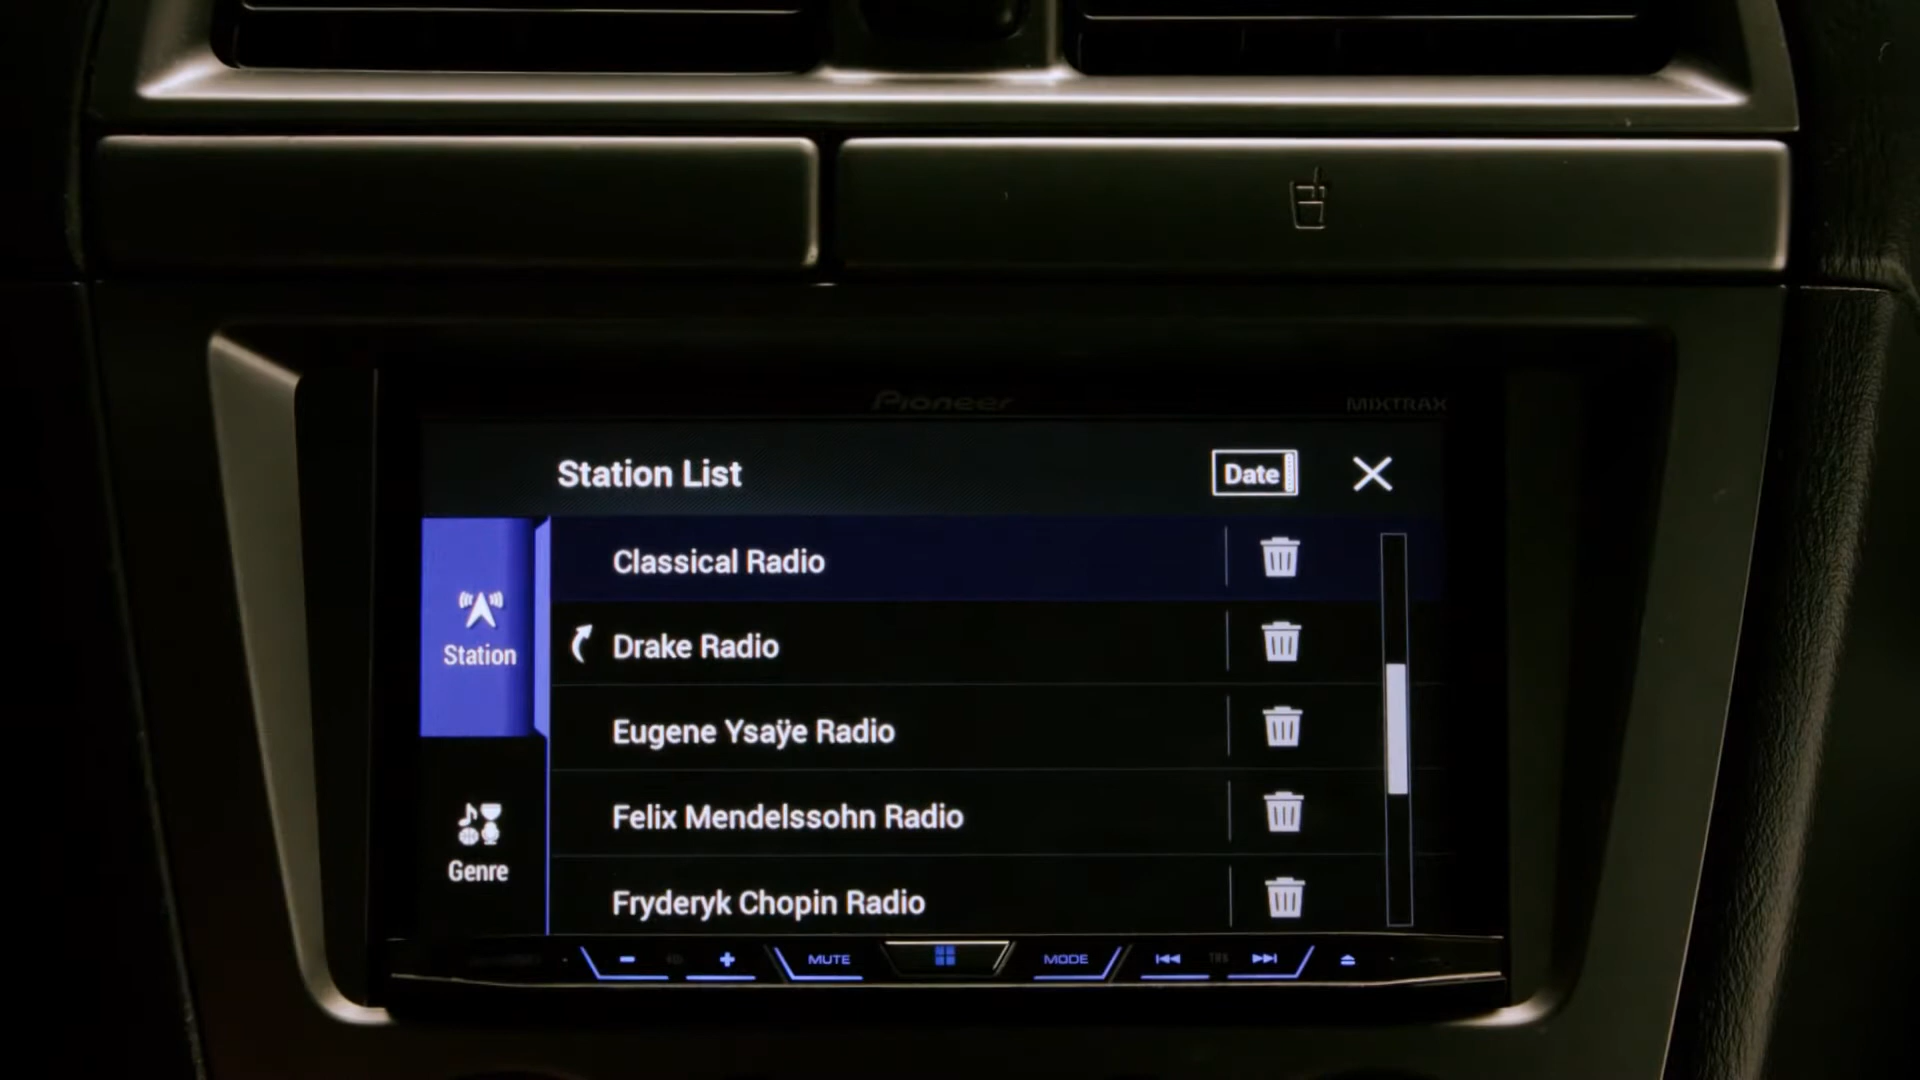 Pioneer
MIXTRAX
Station List
Date
Classical Radio
Station
Drake Radio
Eugene Ysaÿe Radio
Felix Mendelssohn Radio
Genre
Fryderyk Chopin Radio
MUTE
MODE